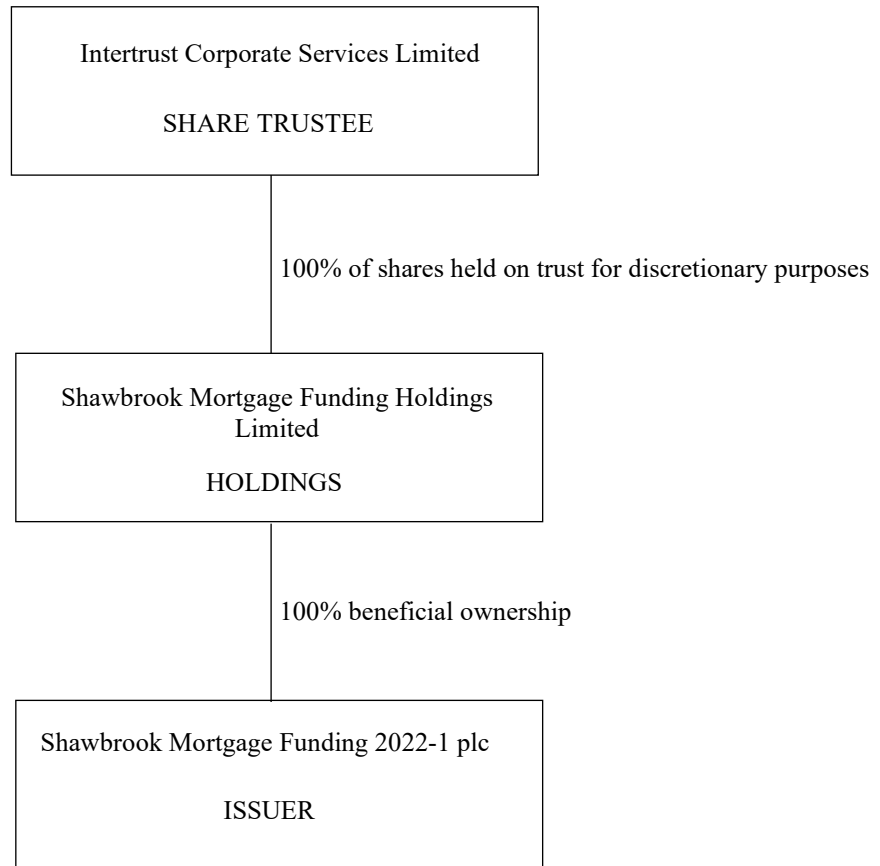 Intertrust Corporate Services Limited
SHARE TRUSTEE
100% of shares held on trust for discretionary purposes
Shawbrook Mortgage Funding Holdings
Limited
HOLDINGS
100% beneficial ownership
Shawbrook Mortgage Funding 2022-1 plc
ISSUER